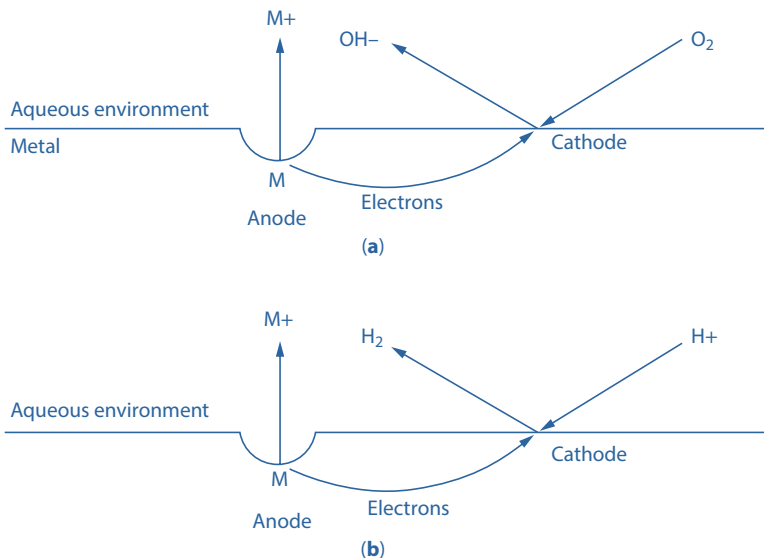 M+
OH–
O₂
Aqueous environment
Metal
Cathode
M
Electrons
Anode
(a)
M+
H₂
H+
Aqueous environment
Cathode
M
Electrons
Anode
(b)